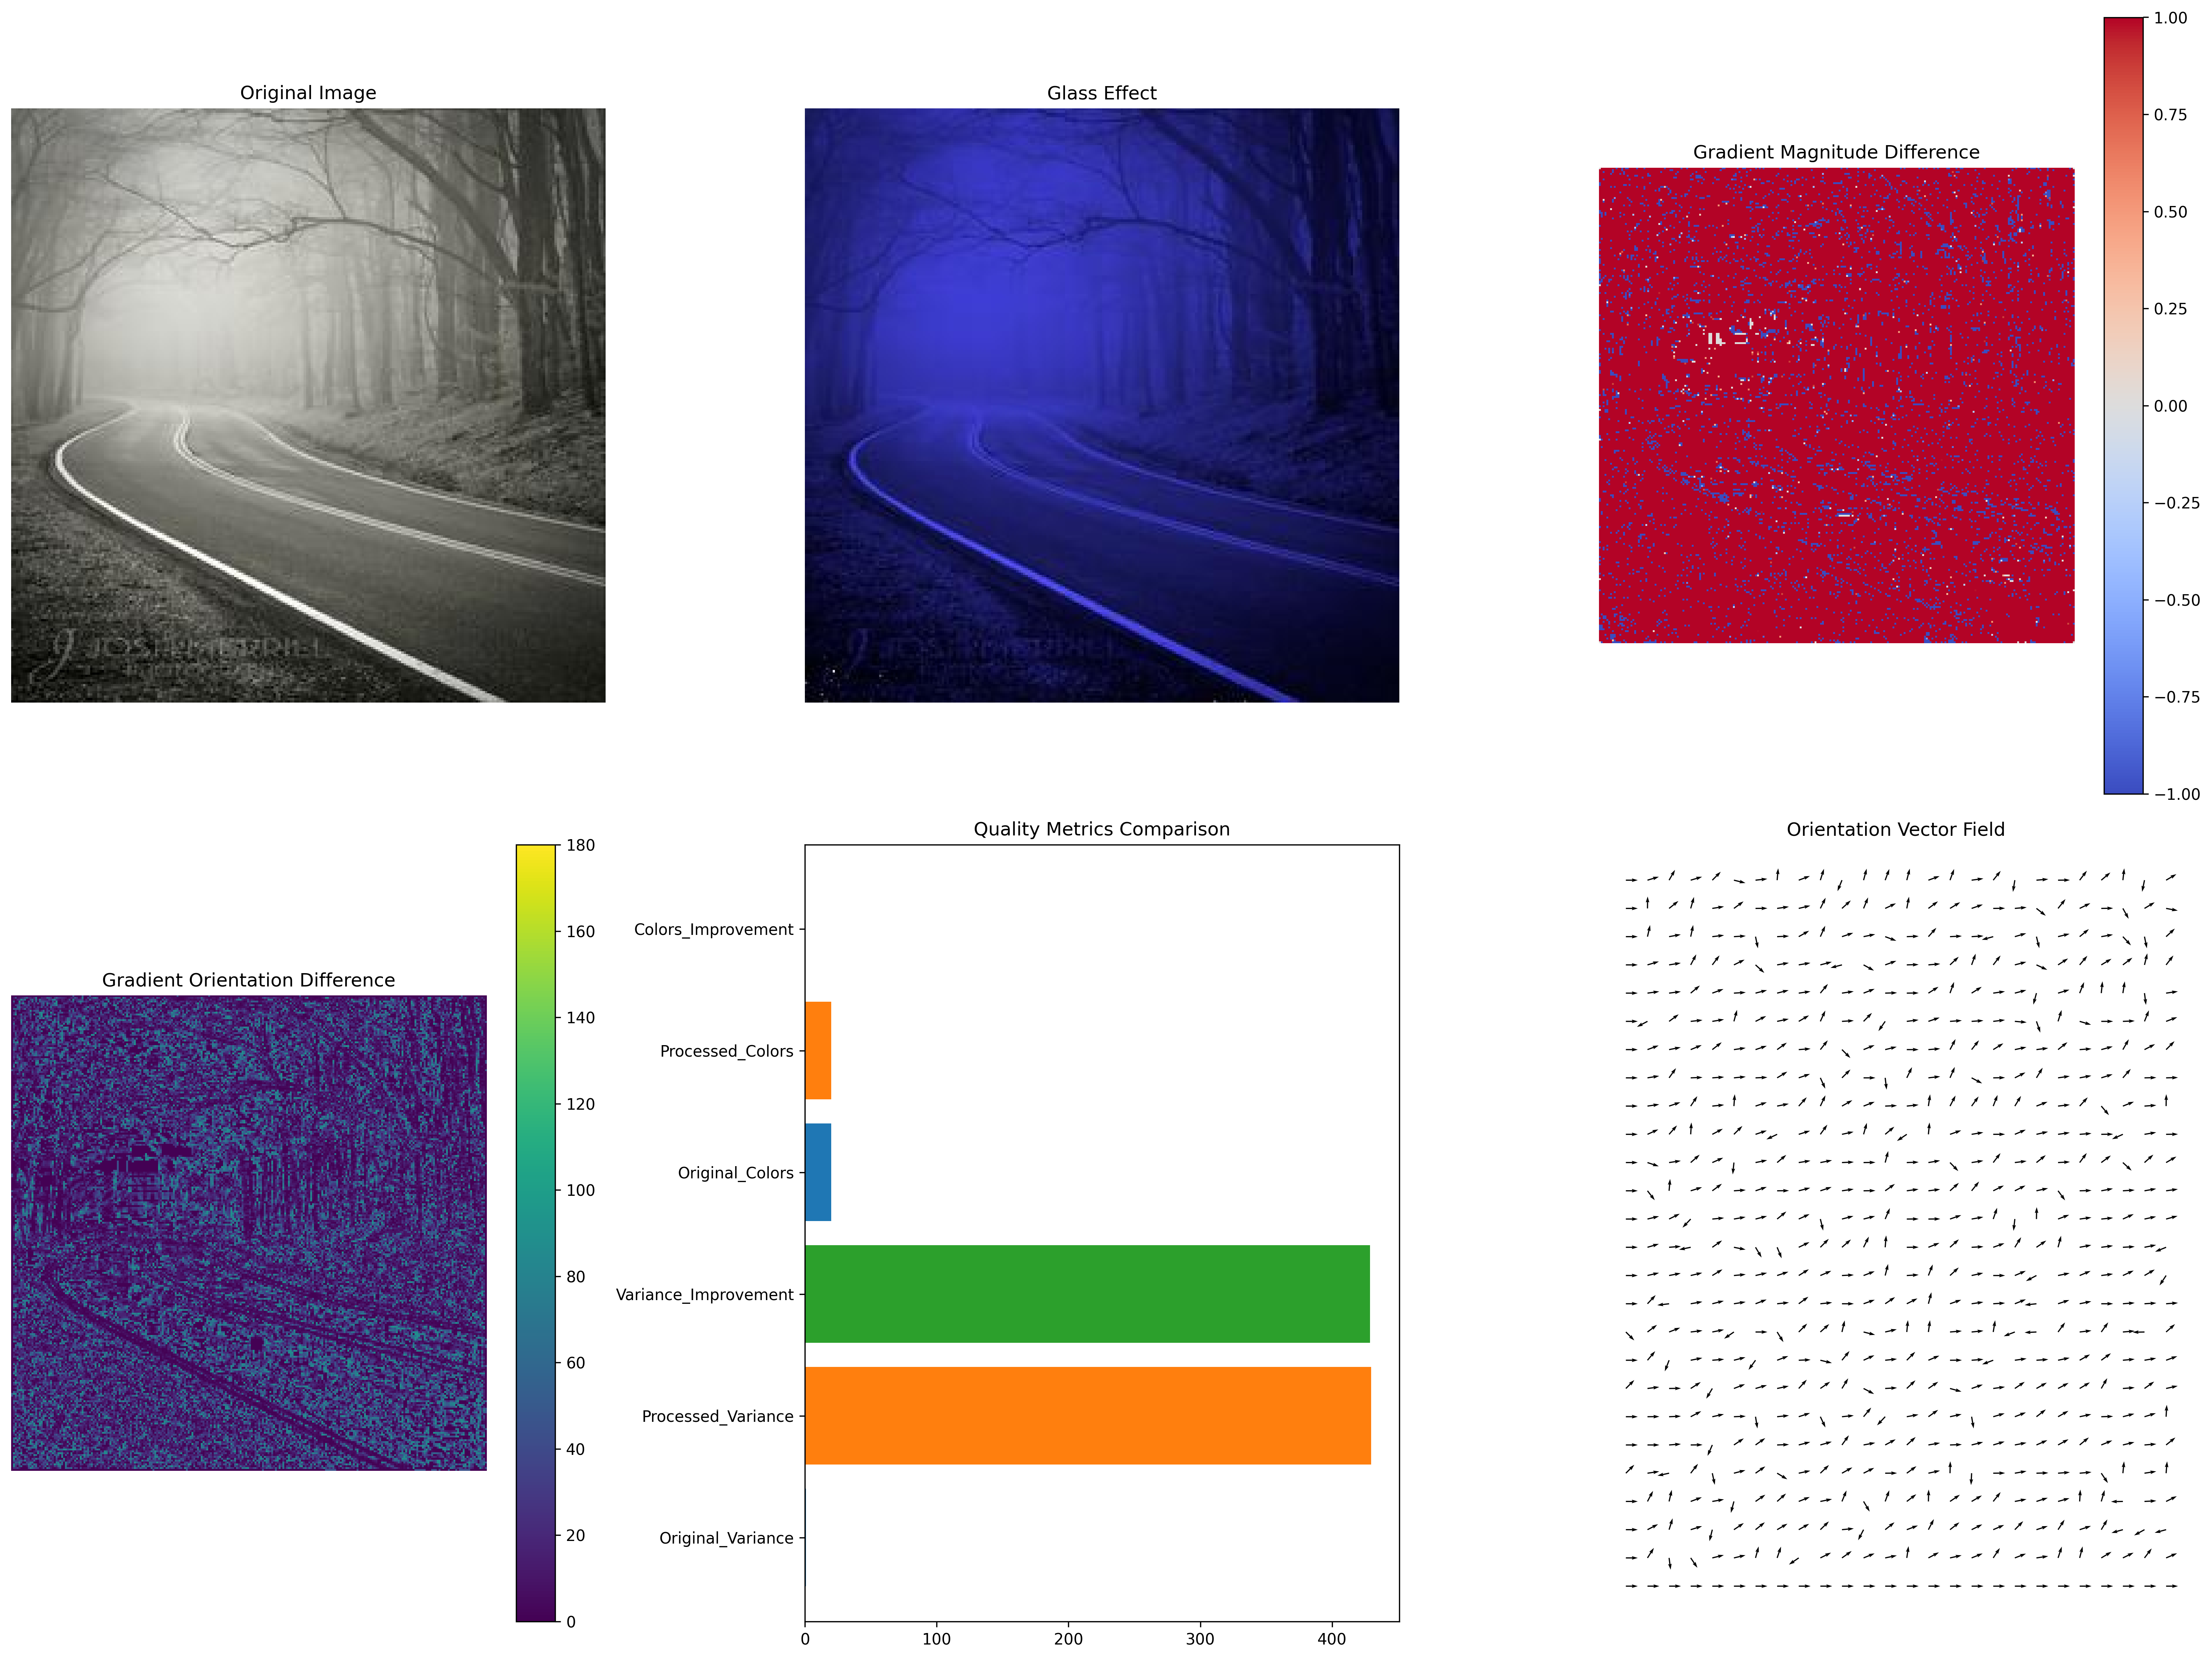 Original Image
Glass Effect
Gradient Magnitude Difference
1.00
0.75
0.50
0.25
0.00
−0.25
−0.50
−0.75
−1.00
Gradient Orientation Difference
180
160
140
120
100
80
60
40
20
0
Quality Metrics Comparison
Colors_Improvement
Processed_Colors
Original_Colors
Variance_Improvement
Processed_Variance
Original_Variance
0 100 200 300 400
Orientation Vector Field